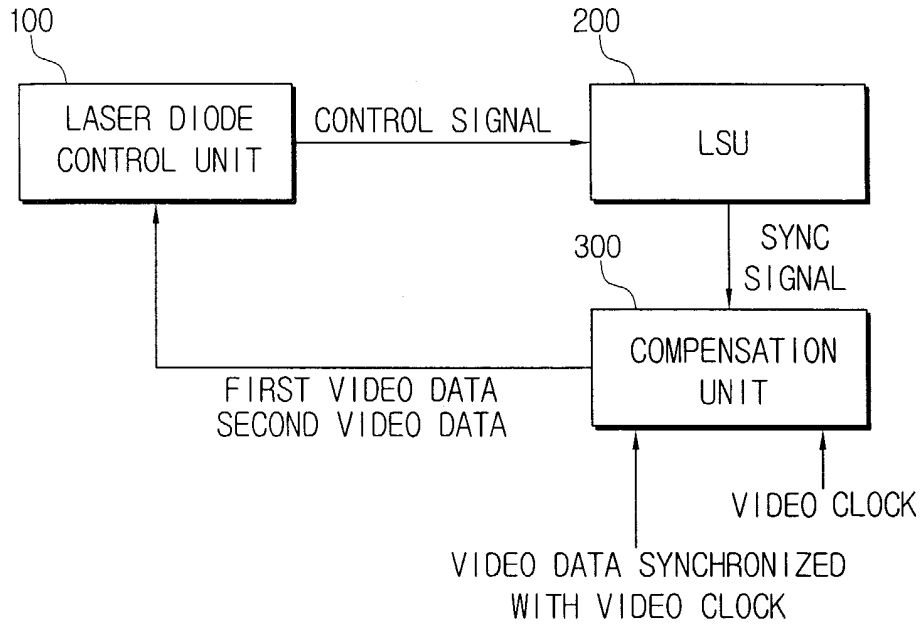 100
200
LASER DIODE
CONTROL UNIT
CONTROL SIGNAL
LSU
SYNC
SIGNAL
300
COMPENSATION
UNIT
FIRST VIDEO DATA
SECOND VIDEO DATA
VIDEO CLOCK
VIDEO DATA SYNCHRONIZED
WITH VIDEO CLOCK